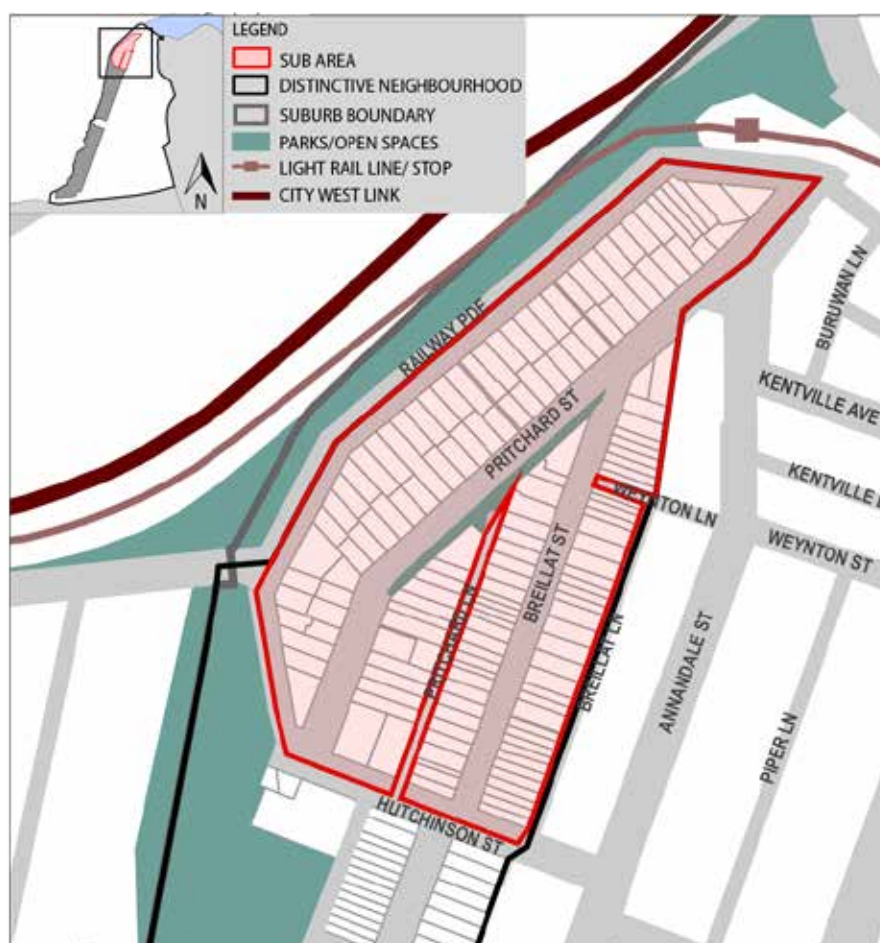 LEGEND
SUB AREA
DISTINCTIVE NEIGHBOURHOOD
SUBURB BOUNDARY
PARKS/OPEN SPACES
LIGHT RAIL LINE/ STOP
CITY WEST LINK
N
RAILWAY PDE
BURUWAN LN
KENTVILLE AVE
PRITCHARD ST
KENTVILLE L
WEYNTON LN
WEYNTON ST
BREILLAT ST
PRITCHARD LN
BREILLAT LN
ANNANDALE ST
PIPER LN
HUTCHINSON ST